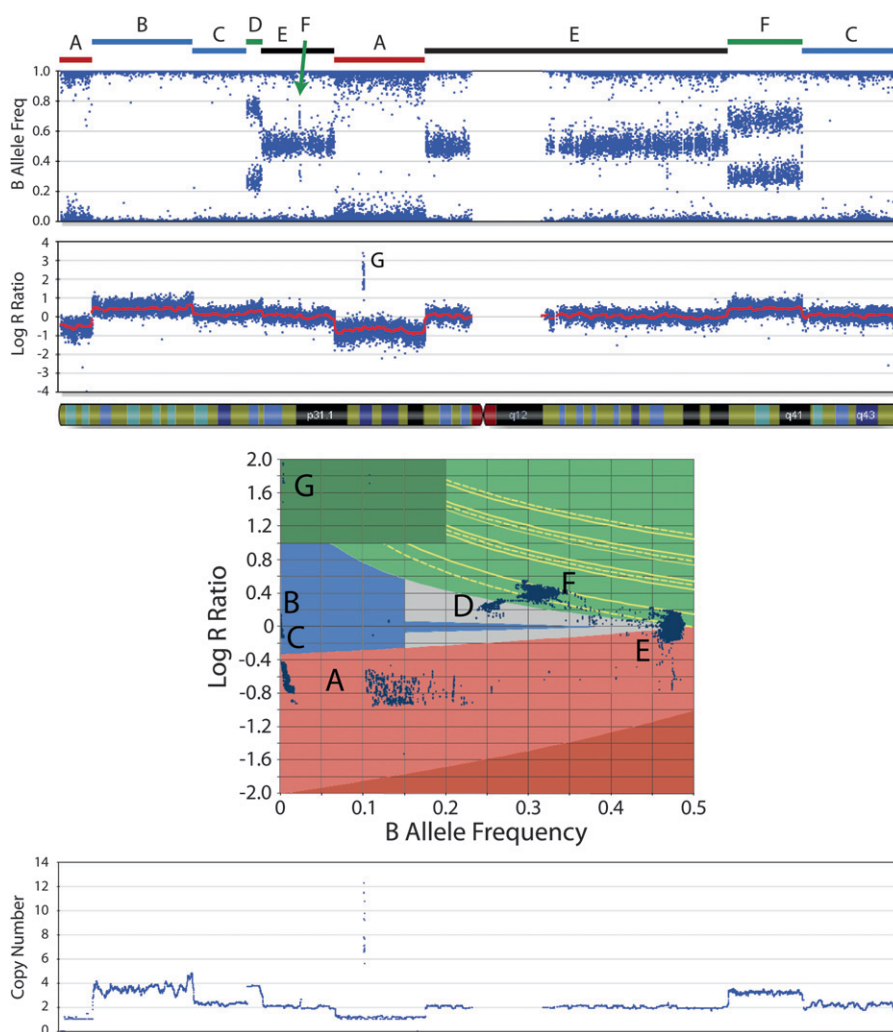 D F
B E F
A C A E C
1.0
0.8
0.6
0.4
0.2
0.0
B Allele Freq
4
3
2
1
0
-1
-2
-3
-4
Log R Ratio
G
p31.1 q12 q41 q43
2.0
1.6
1.2
0.8
0.4
0
-0.4
-0.8
-1.2
-1.6
-2.0
Log R Ratio
G
B
C
A
D
F
E
0 0.1 0.2 0.3 0.4 0.5
B Allele Frequency
14
12
10
8
6
4
2
0
Copy Number